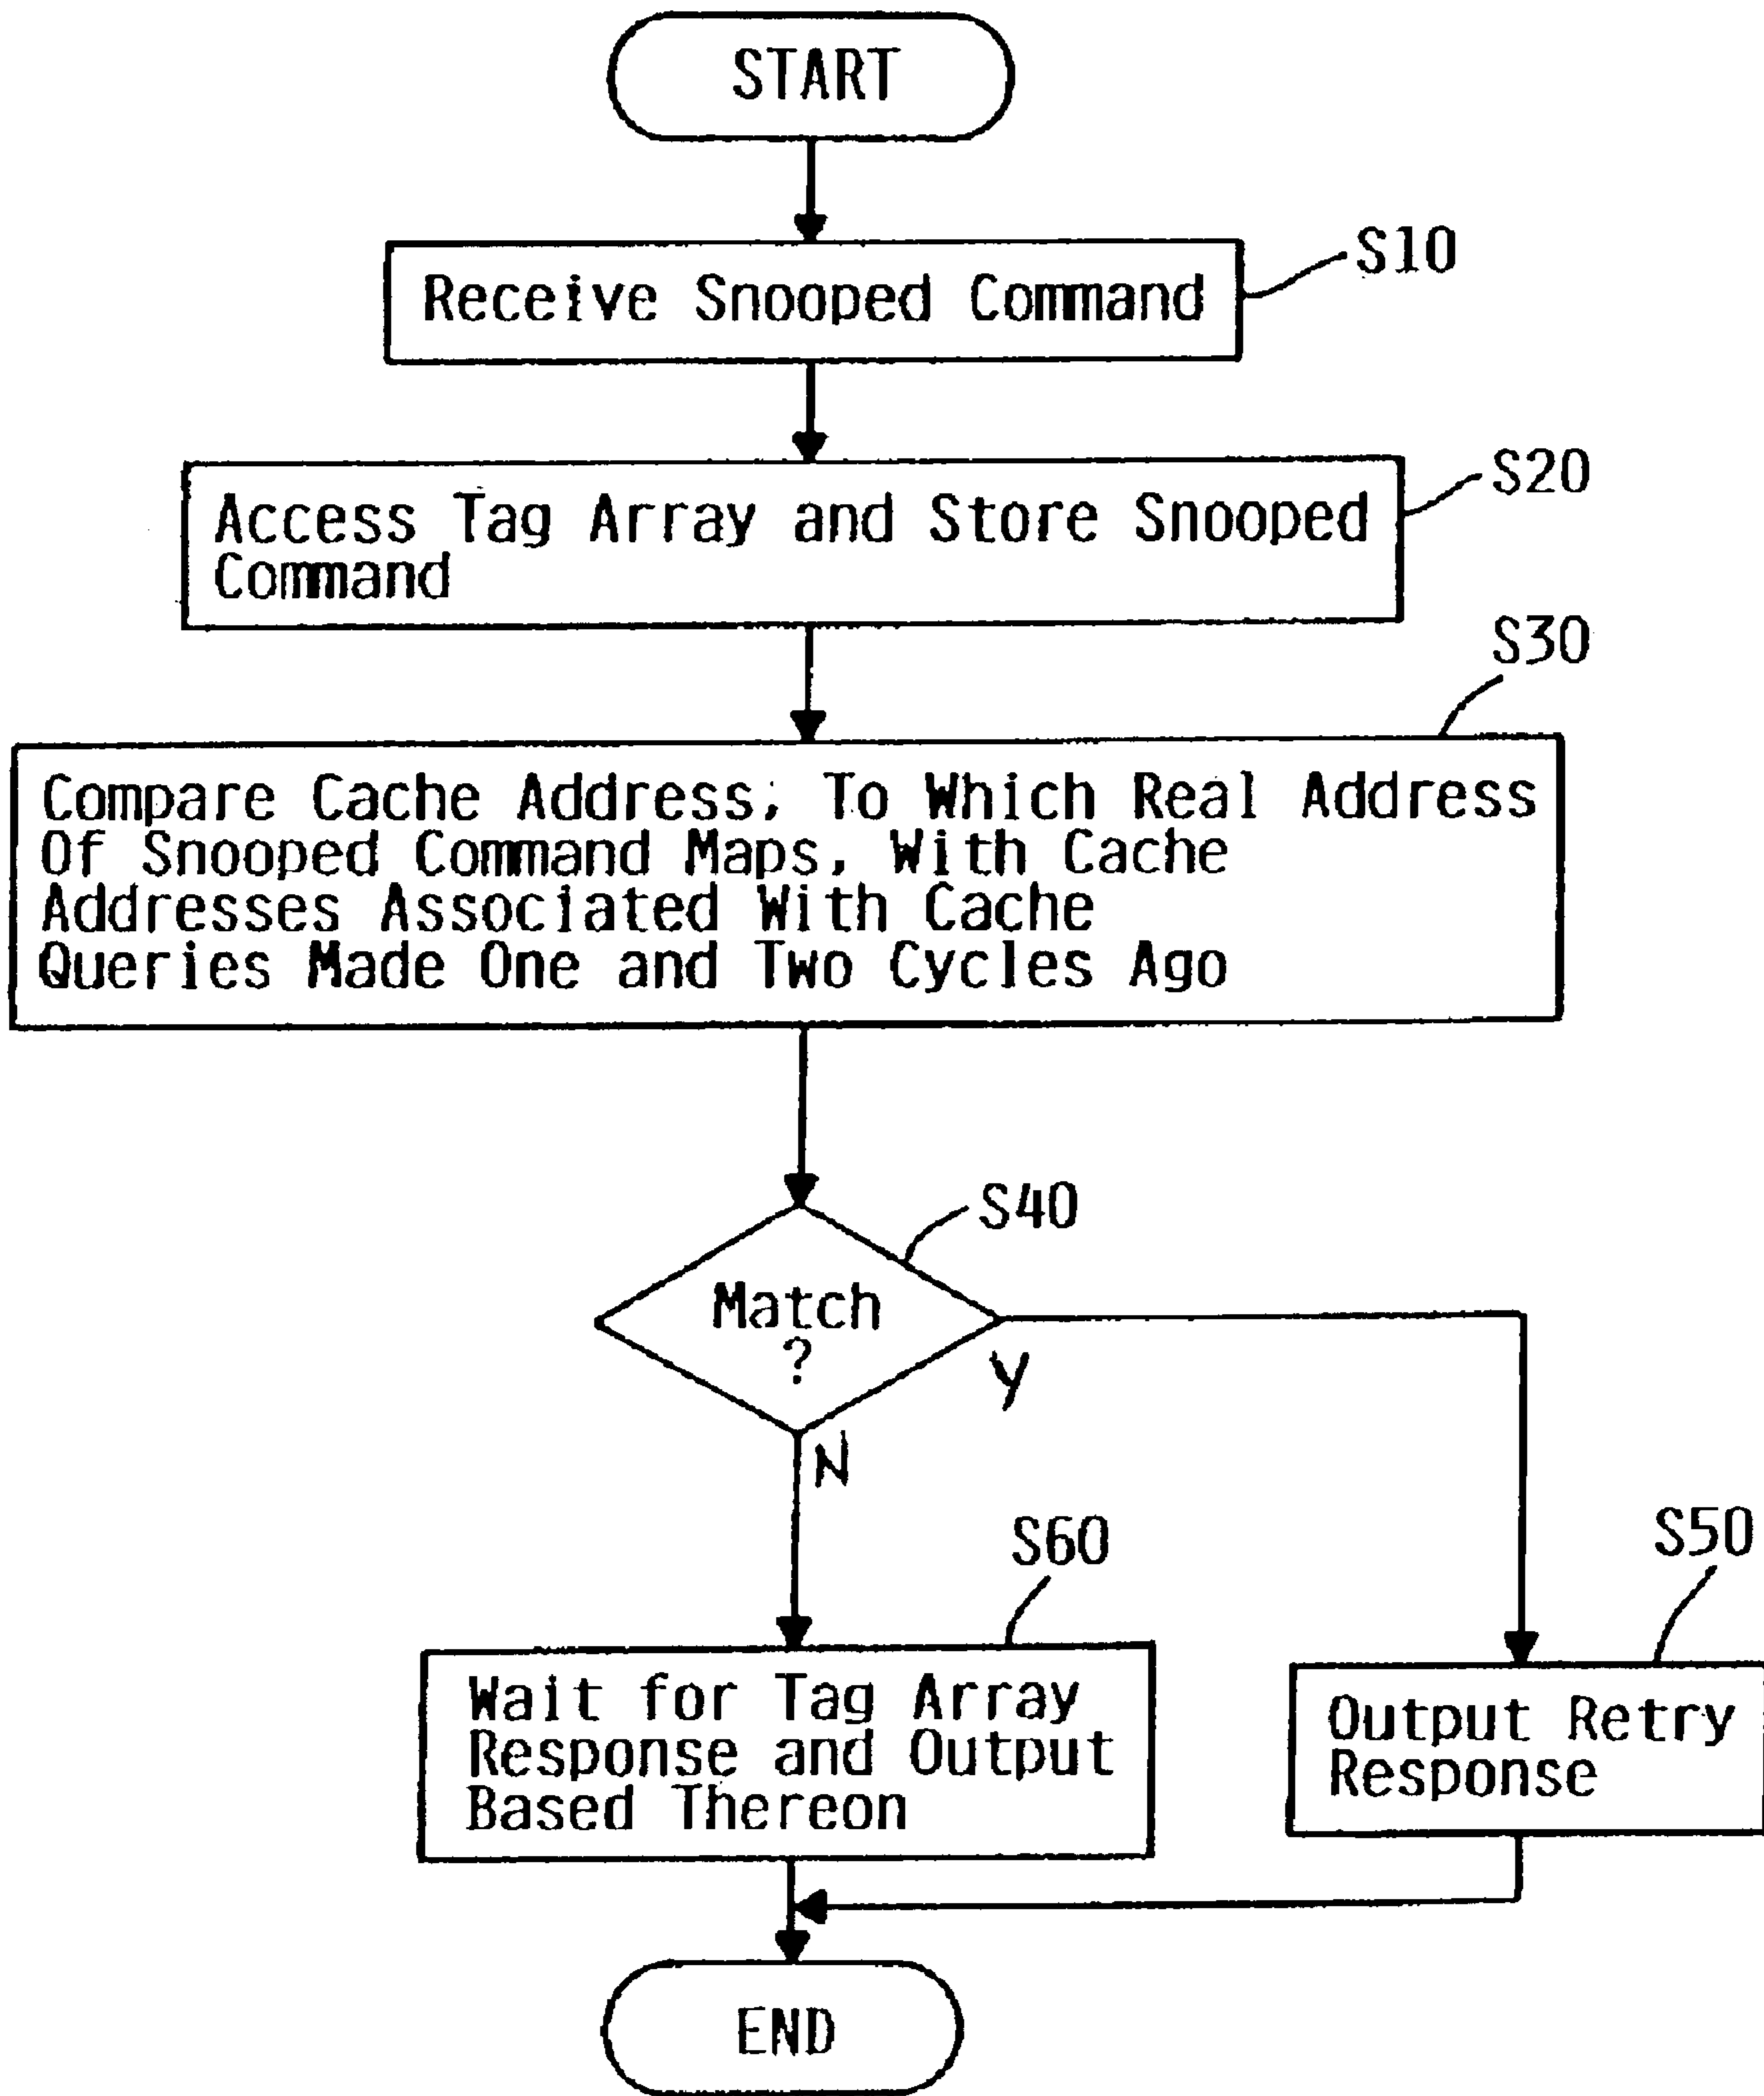 START
S10
Receive Snooped Command
S20
Access Tag Array and Store Snooped
Command
S30
Compare Cache Address, To Which Real Address
Of Snooped Command Maps, With Cache
Addresses Associated With Cache
Queries Made One and Two Cycles Ago
S40
Match
?
Y
N
S60
S50
Wait for Tag Array
Response and Output
Based Thereon
Output Retry
Response
END